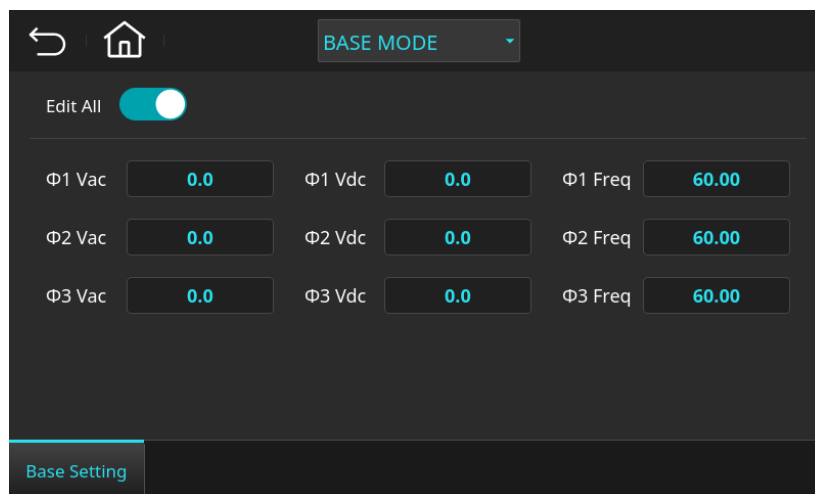 BASE MODE
Edit All
Φ1 Vac 0.0 Φ1 Vdc 0.0 Φ1 Freq 60.00
Φ2 Vac 0.0 Φ2 Vdc 0.0 Φ2 Freq 60.00
Φ3 Vac 0.0 Φ3 Vdc 0.0 Φ3 Freq 60.00
Base Setting